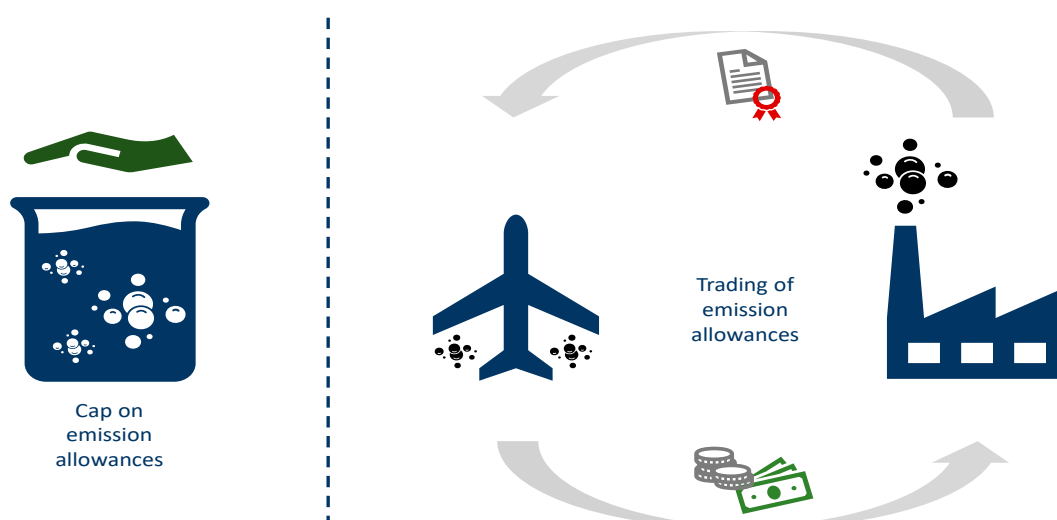 Trading of
emission
allowances
Cap on
emission
allowances